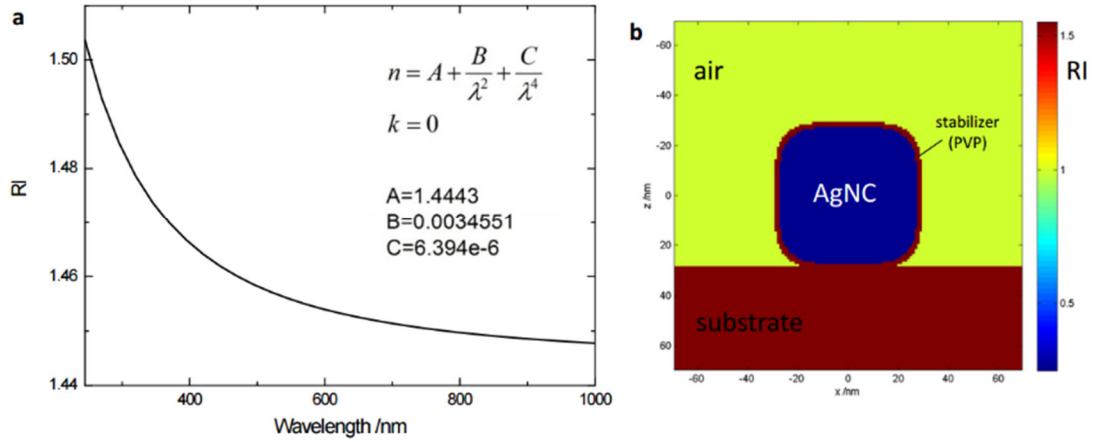 a
1.50
1.48
1.46
1.44
RI
n = A + B/λ² + C/λ⁴
k = 0
A=1.4443
B=0.0034551
C=6.394e-6
400
600
800
1000
Wavelength /nm
b
-60
-40
-20
0
20
40
60
z /nm
air
stabilizer
(PVP)
AgNC
substrate
-60
-40
-20
0
20
40
60
x /nm
1.5
RI
1
0.5